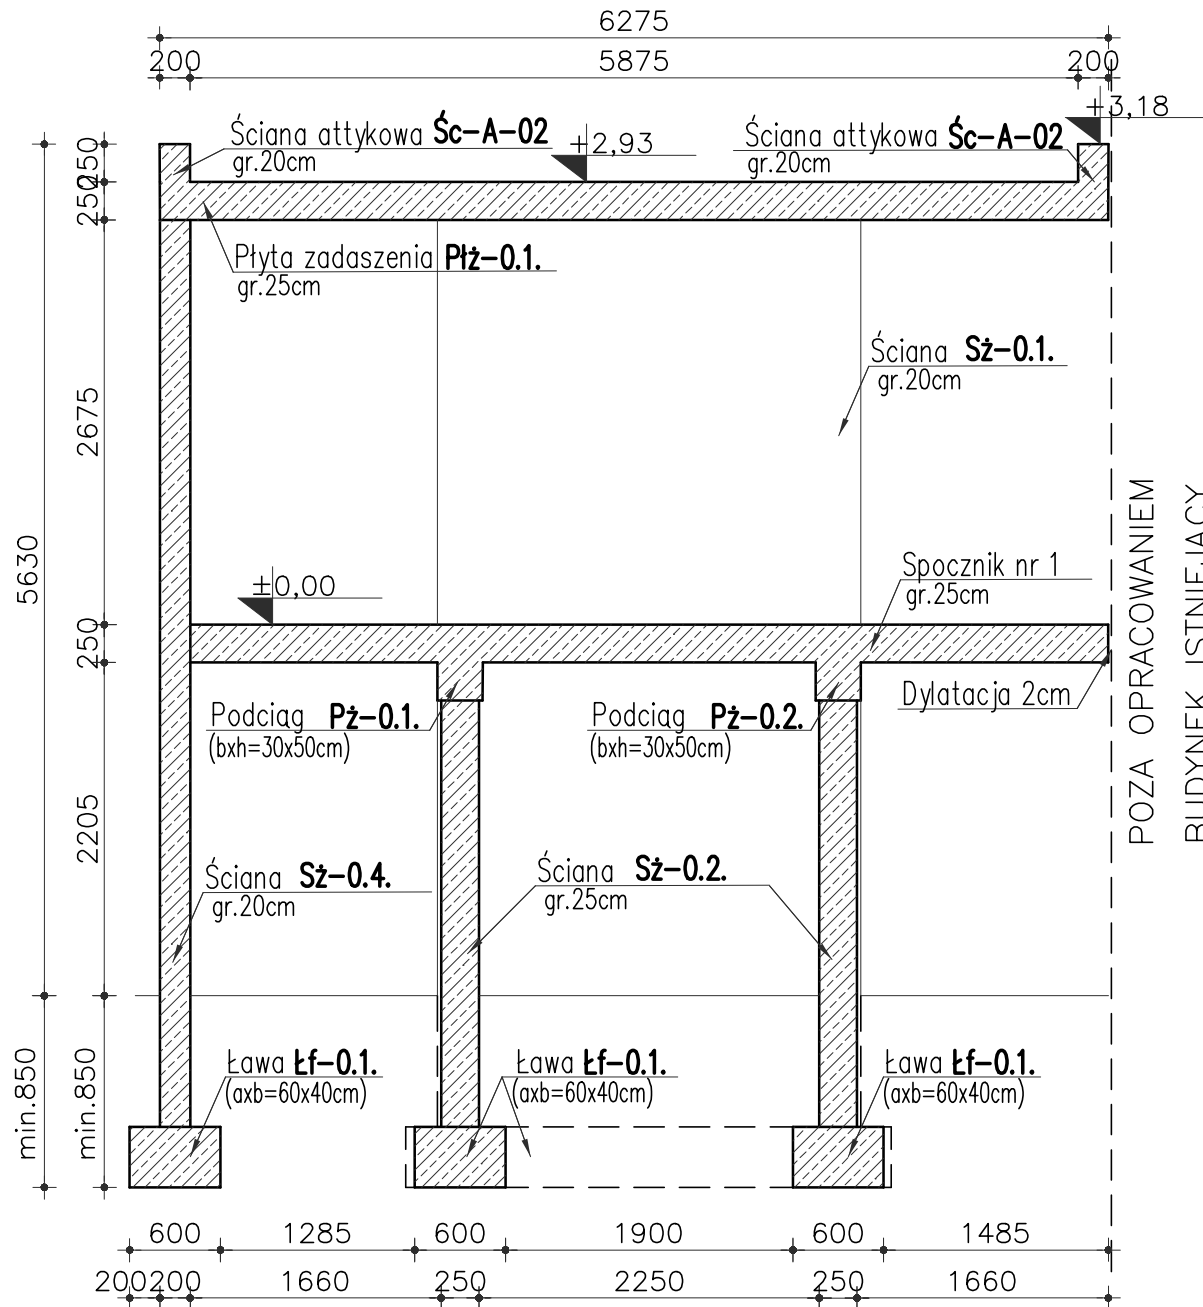 6275
200
5875
200
+3,18
Ściana attykowa Śc-A-02
gr.20cm
+2,93
Ściana attykowa Śc-A-02
gr.20cm
250
250
Płyta zadaszenia Płż-0.1.
gr.25cm
Ściana Sż-0.1.
gr.20cm
2675
5630
±0,00
Spocznik nr 1
gr.25cm
250
Dylatacja 2cm
Podciąg Pż-0.1.
(bxh=30x50cm)
Podciąg Pż-0.2.
(bxh=30x50cm)
POZA OPRACOWANIEM
BUDYNEK ISTNIEJĄCY
2205
Ściana Sż-0.4.
gr.20cm
Ściana Sż-0.2.
gr.25cm
min.850
min.850
Ława Łf-0.1.
(axb=60x40cm)
Ława Łf-0.1.
(axb=60x40cm)
Ława Łf-0.1.
(axb=60x40cm)
600
1285
600
1900
600
1485
200
200
1660
250
2250
250
1660